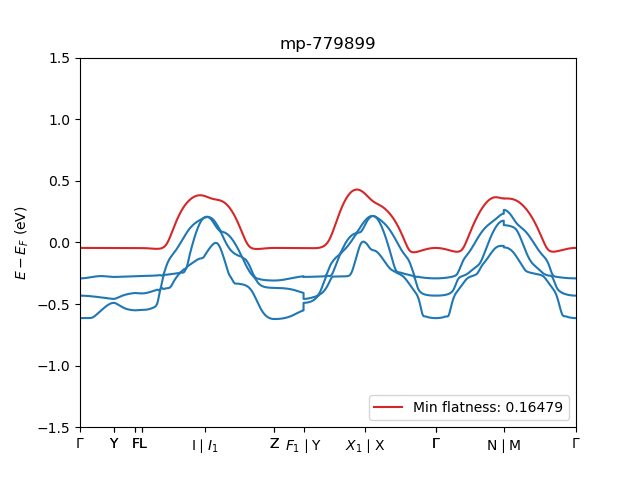 mp-779899
1.5
1.0
0.5
0.0
−0.5
−1.0
−1.5
E − E_F (eV)
Min flatness: 0.16479
Γ Y F L I | I₁ Z F₁ | Y X₁ | X Γ N | M Γ